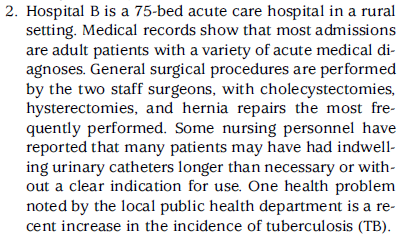 2. Hospital B is a 75-bed acute care hospital in a rural
setting. Medical records show that most admissions
are adult patients with a variety of acute medical di-
agnoses. General surgical procedures are performed
by the two staff surgeons, with cholecystectomies,
hysterectomies, and hernia repairs the most fre-
quently performed. Some nursing personnel have
reported that many patients may have had indwell-
ing urinary catheters longer than necessary or with-
out a clear indication for use. One health problem
noted by the local public health department is a re-
cent increase in the incidence of tuberculosis (TB).